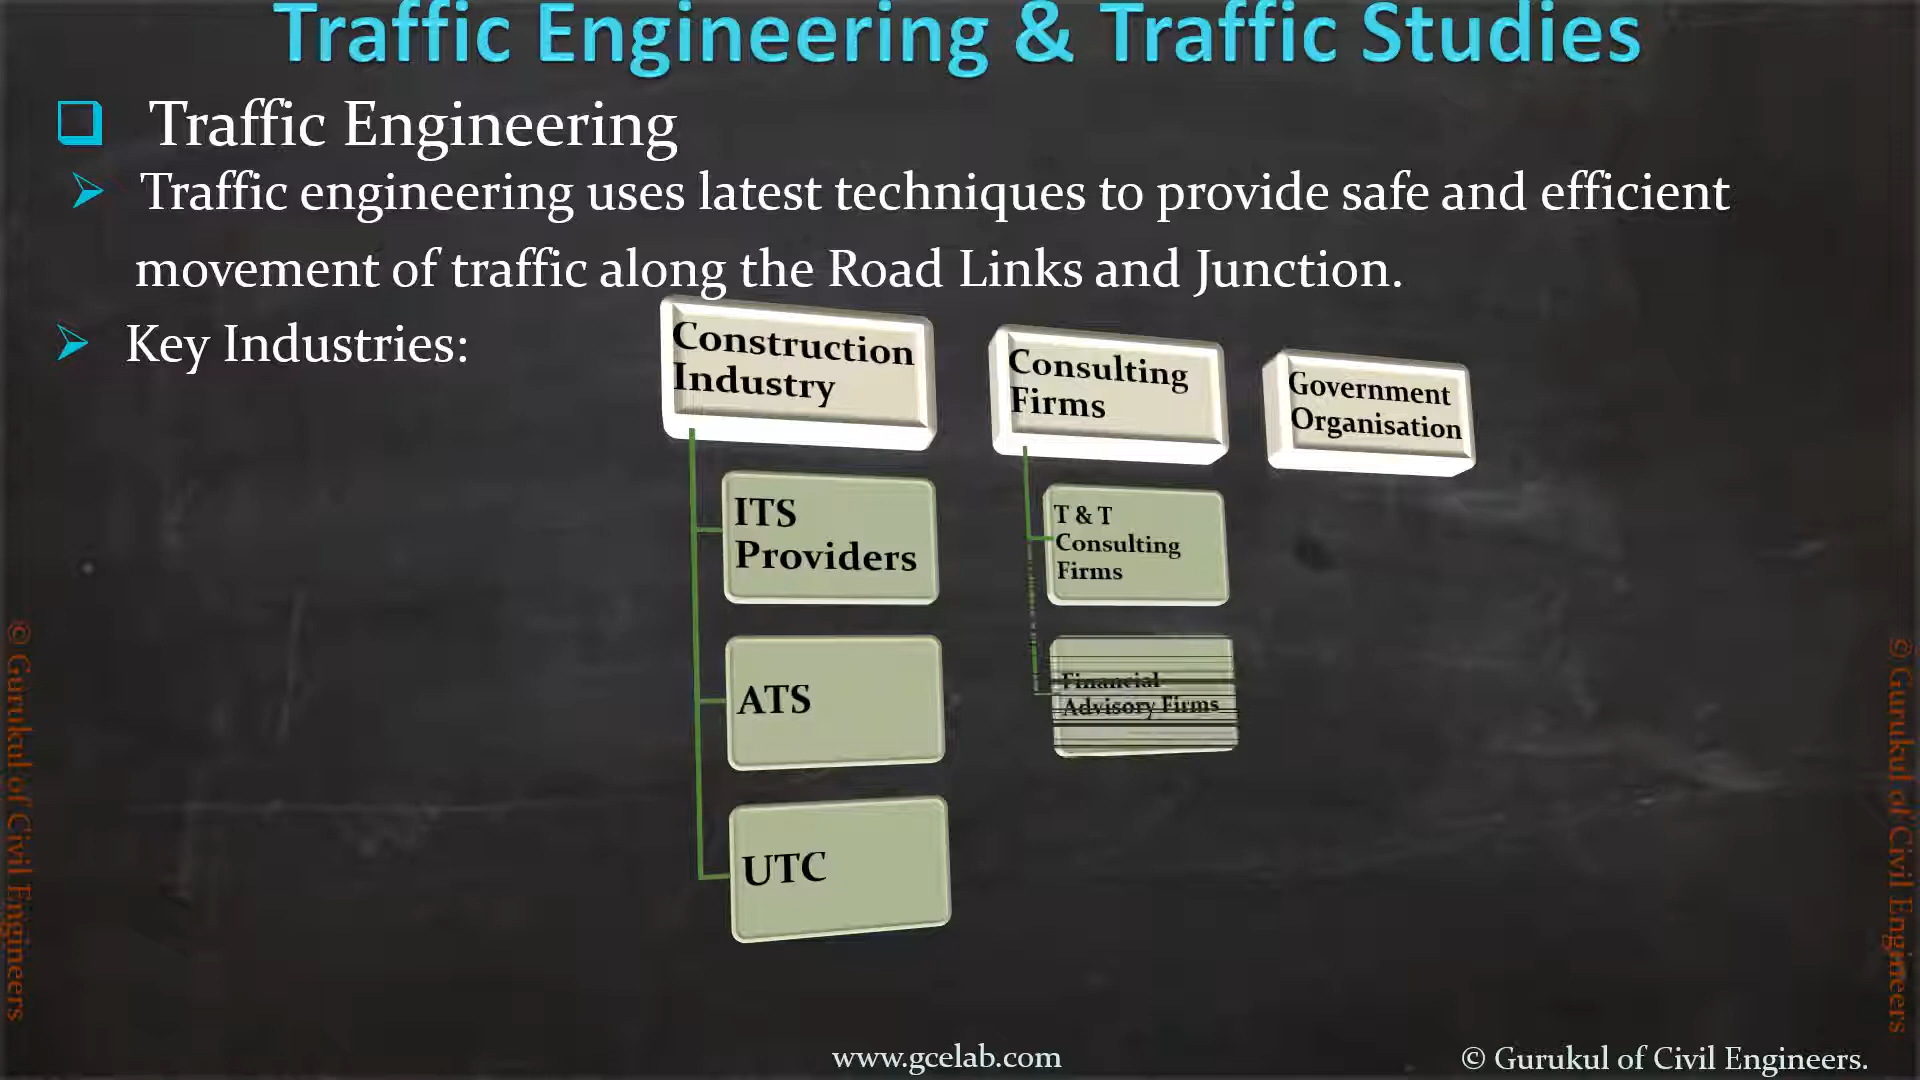 Traffic Engineering & Traffic Studies
Traffic Engineering
Traffic engineering uses latest techniques to provide safe and efficient
movement of traffic along the Road Links and Junction.
Key Industries:
Construction
Industry
ITS
Providers
ATS
UTC
Consulting
Firms
T & T
Consulting
Firms
Financial
Advisory Firms
Government
Organisation
© Gurukul of Civil Engineers
© Gurukul of Civil Engineers
www.gcelab.com
© Gurukul of Civil Engineers.